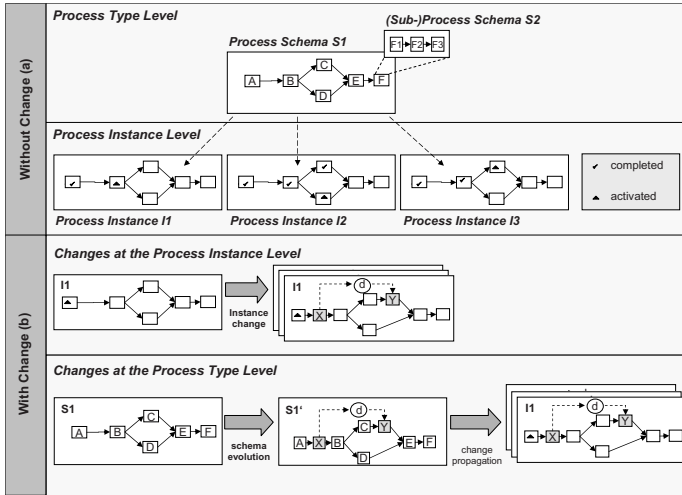 Without Change (a)
Process Type Level
(Sub-)Process Schema S2
Process Schema S1
F1 F2 F3
A B C D E F
Process Instance Level
completed
activated
Process Instance I1
Process Instance I2
Process Instance I3
With Change (b)
Changes at the Process Instance Level
I1
Instance
change
I1
d
X Y
Changes at the Process Type Level
S1
A B C D E F
schema
evolution
S1'
d
A X B C Y D E F
change
propagation
I1
d
X Y